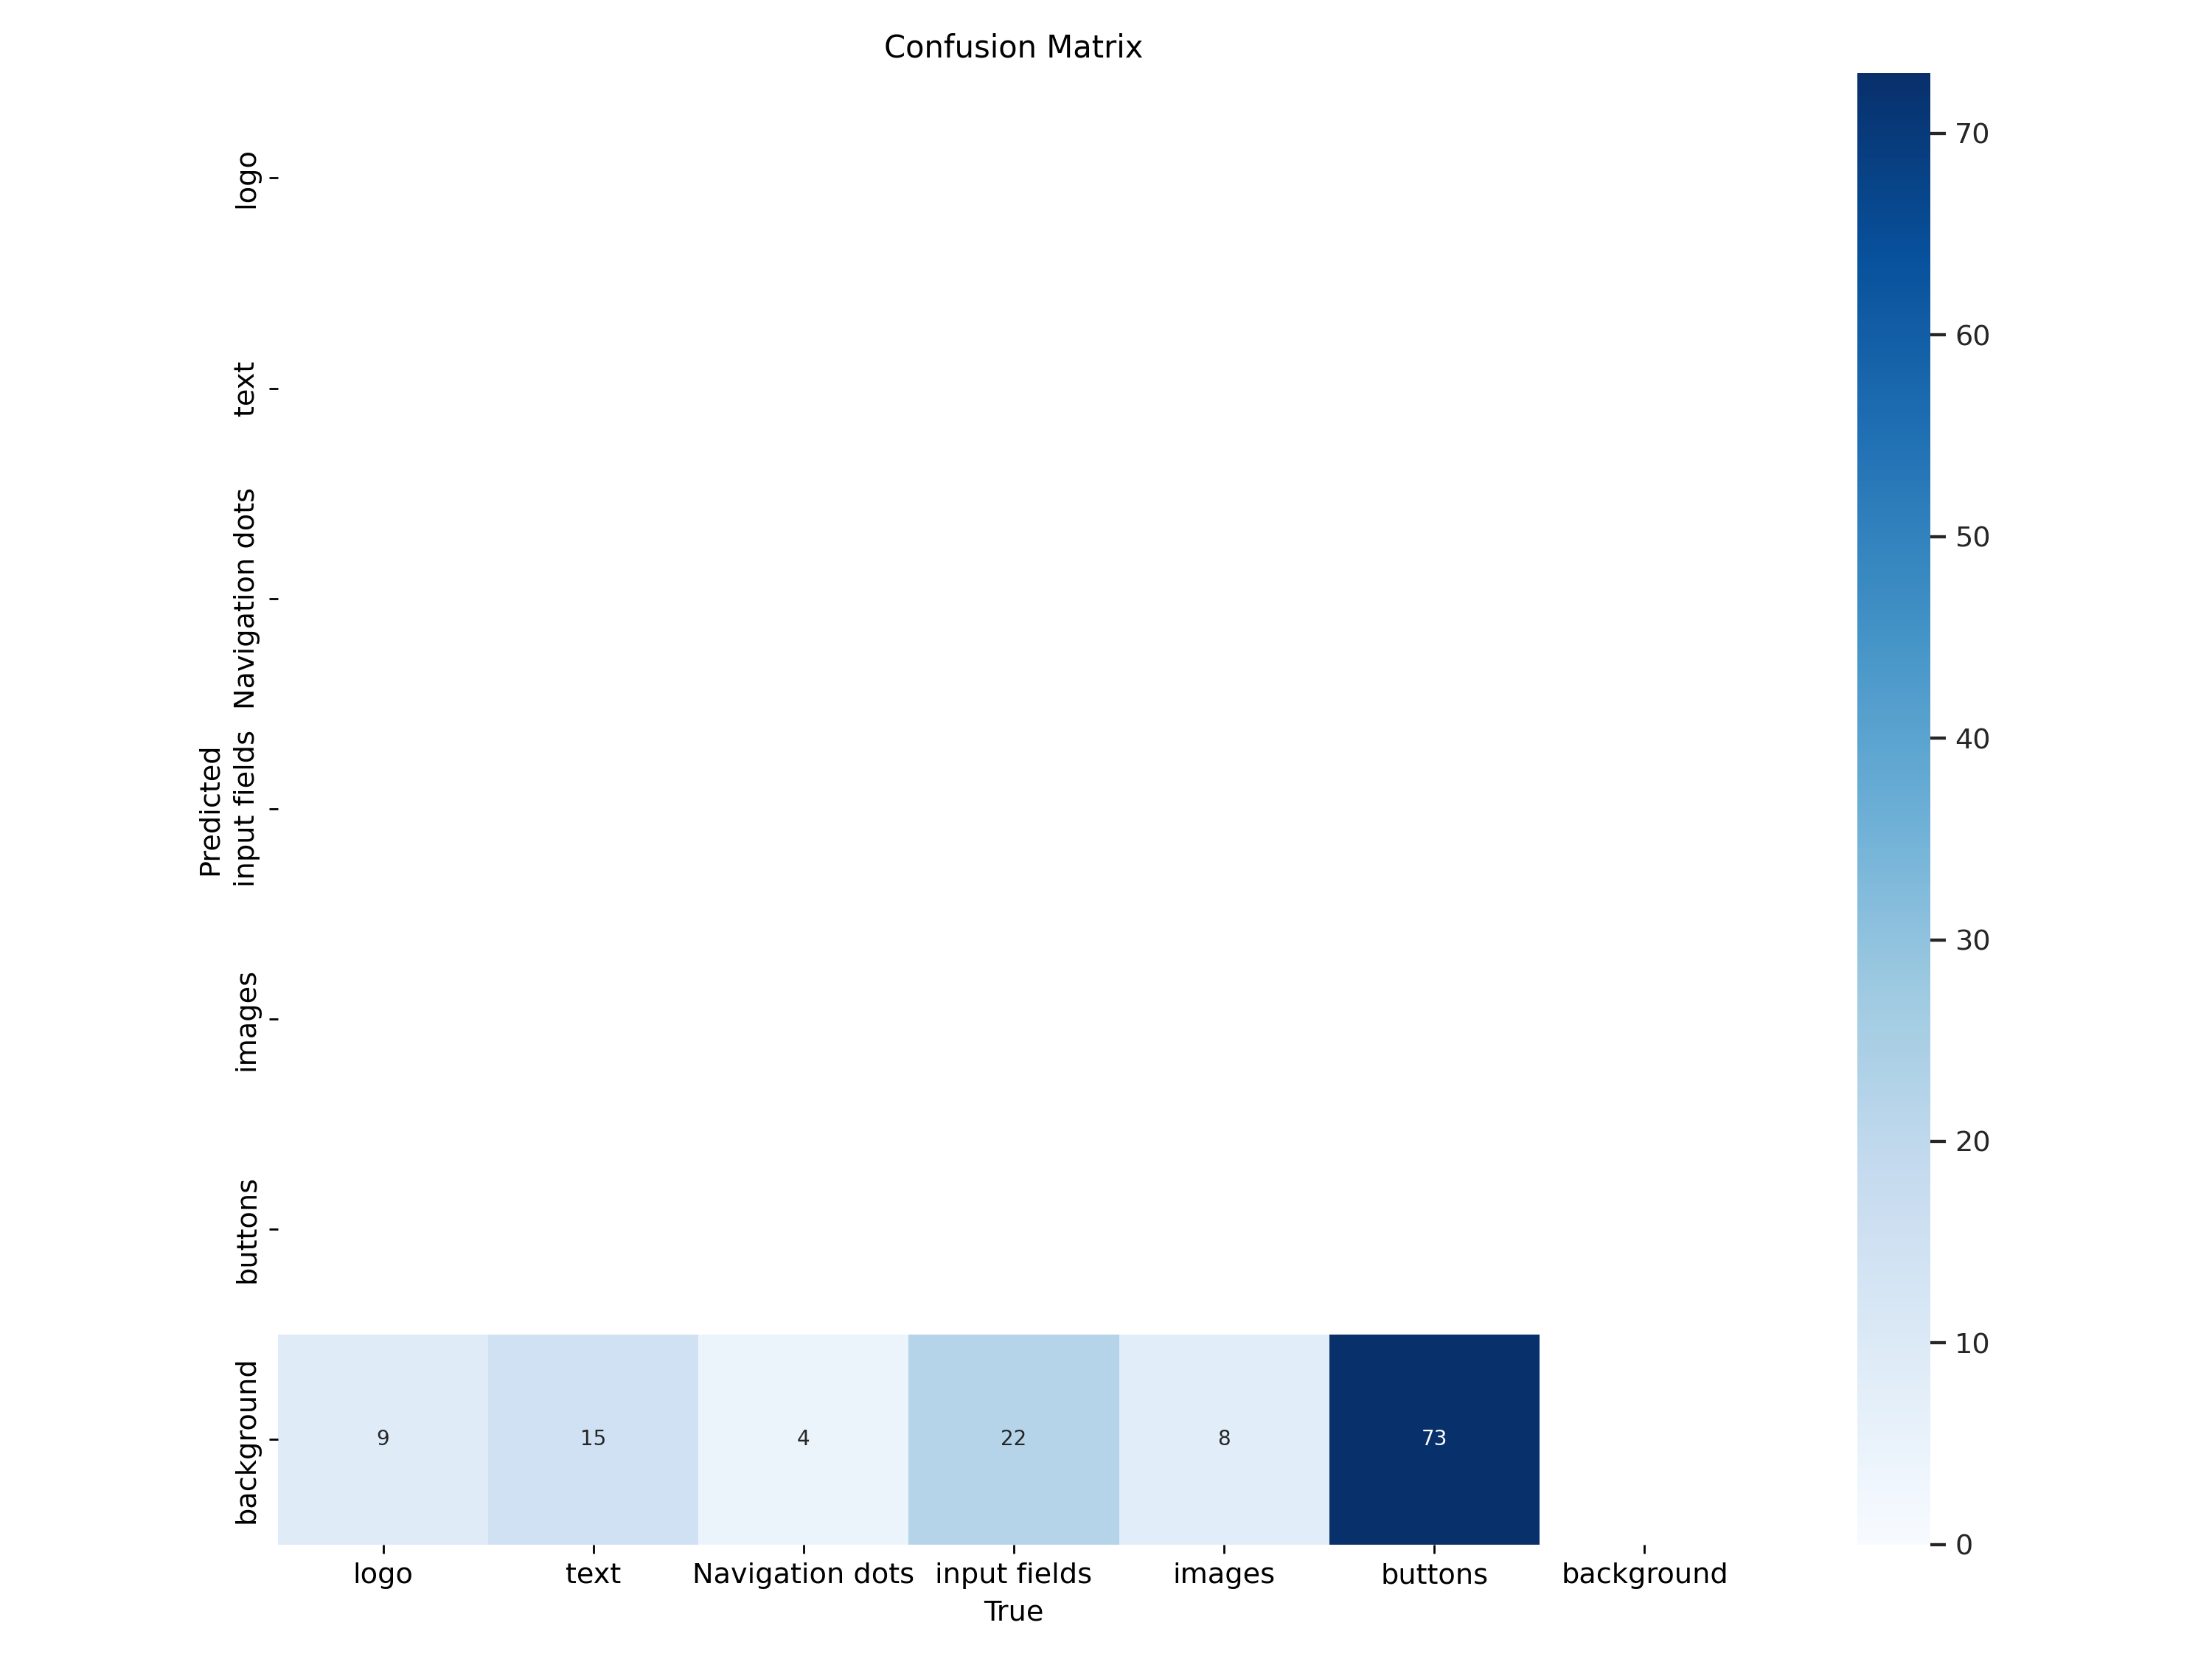 Confusion Matrix
logo
text
Navigation dots
input fields
images
buttons
background
Predicted
9 15 4 22 8 73
logo text Navigation dots input fields images buttons background
True
70
60
50
40
30
20
10
0